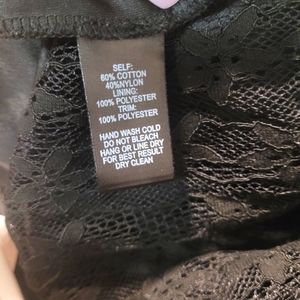 SELF:
60% COTTON
40%NYLON
LINING:
100% POLYESTER
TRIM:
100% POLYESTER
HAND WASH COLD
DO NOT BLEACH
HANG OR LINE DRY
FOR BEST RESULT
DRY CLEAN